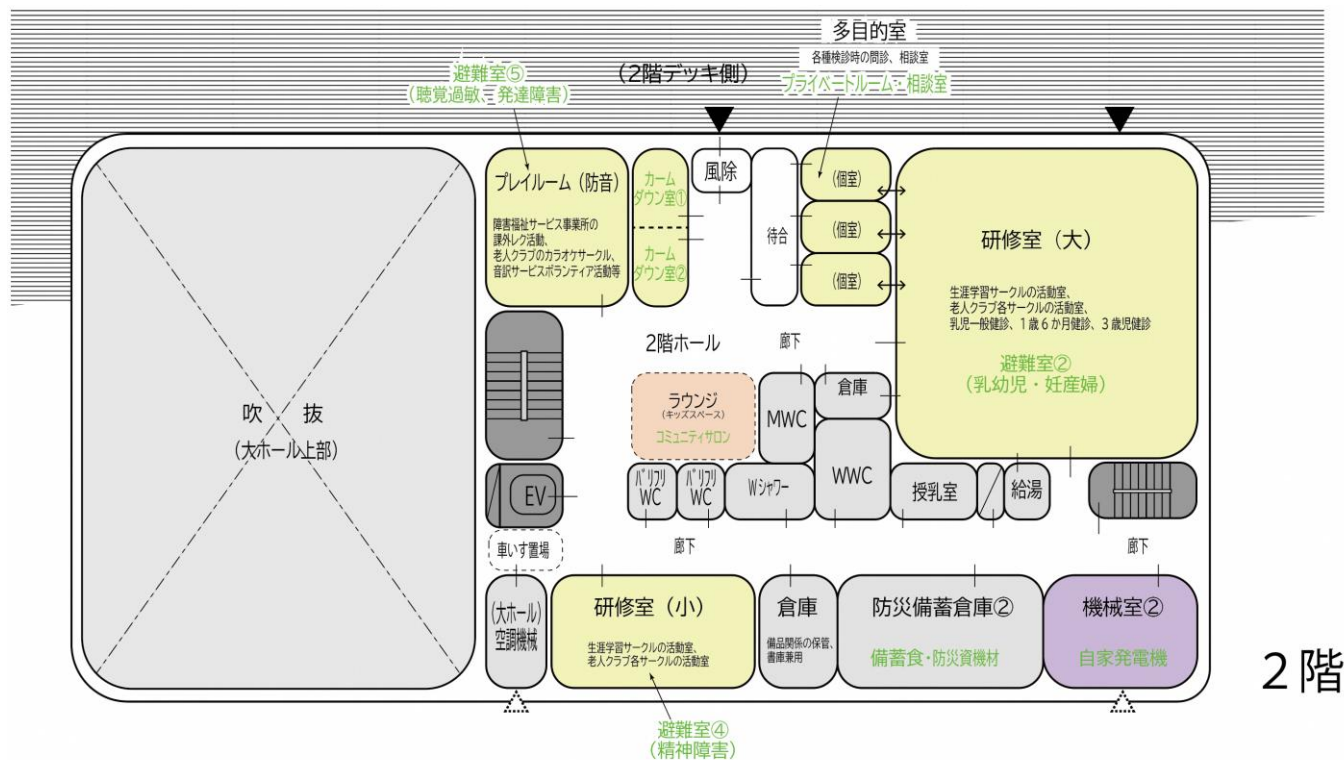 多目的室
各種検診時の問診、相談室
プライベートルーム・相談室
避難室⑤
(聴覚過敏、発達障害)
(2階デッキ側)
プレイルーム(防音)
障害福祉サービス事業所の
課外レク活動、
老人クラブのカラオケサークル、
音訳サービスボランティア活動等
カーム
ダウン室①
カーム
ダウン室②
風除
待合
(個室)
(個室)
(個室)
研修室(大)
生涯学習サークルの活動室、
老人クラブ各サークルの活動室、
乳児一般健診、1歳6か月健診、3歳児健診
避難室②
(乳幼児・妊産婦)
2階ホール
廊下
吹 抜
(大ホール上部)
ラウンジ
(キッズスペース)
コミュニティサロン
MWC
倉庫
EV
バリフリ
WC
バリフリ
WC
Wシャワー
WWC
授乳室
給湯
車いす置場
廊下
廊下
(大ホール)
空調機械
研修室(小)
生涯学習サークルの活動室、
老人クラブ各サークルの活動室
倉庫
備品関係の保管、
書庫兼用
防災備蓄倉庫②
備蓄食・防災資機材
機械室②
自家発電機
2階
避難室④
(精神障害)